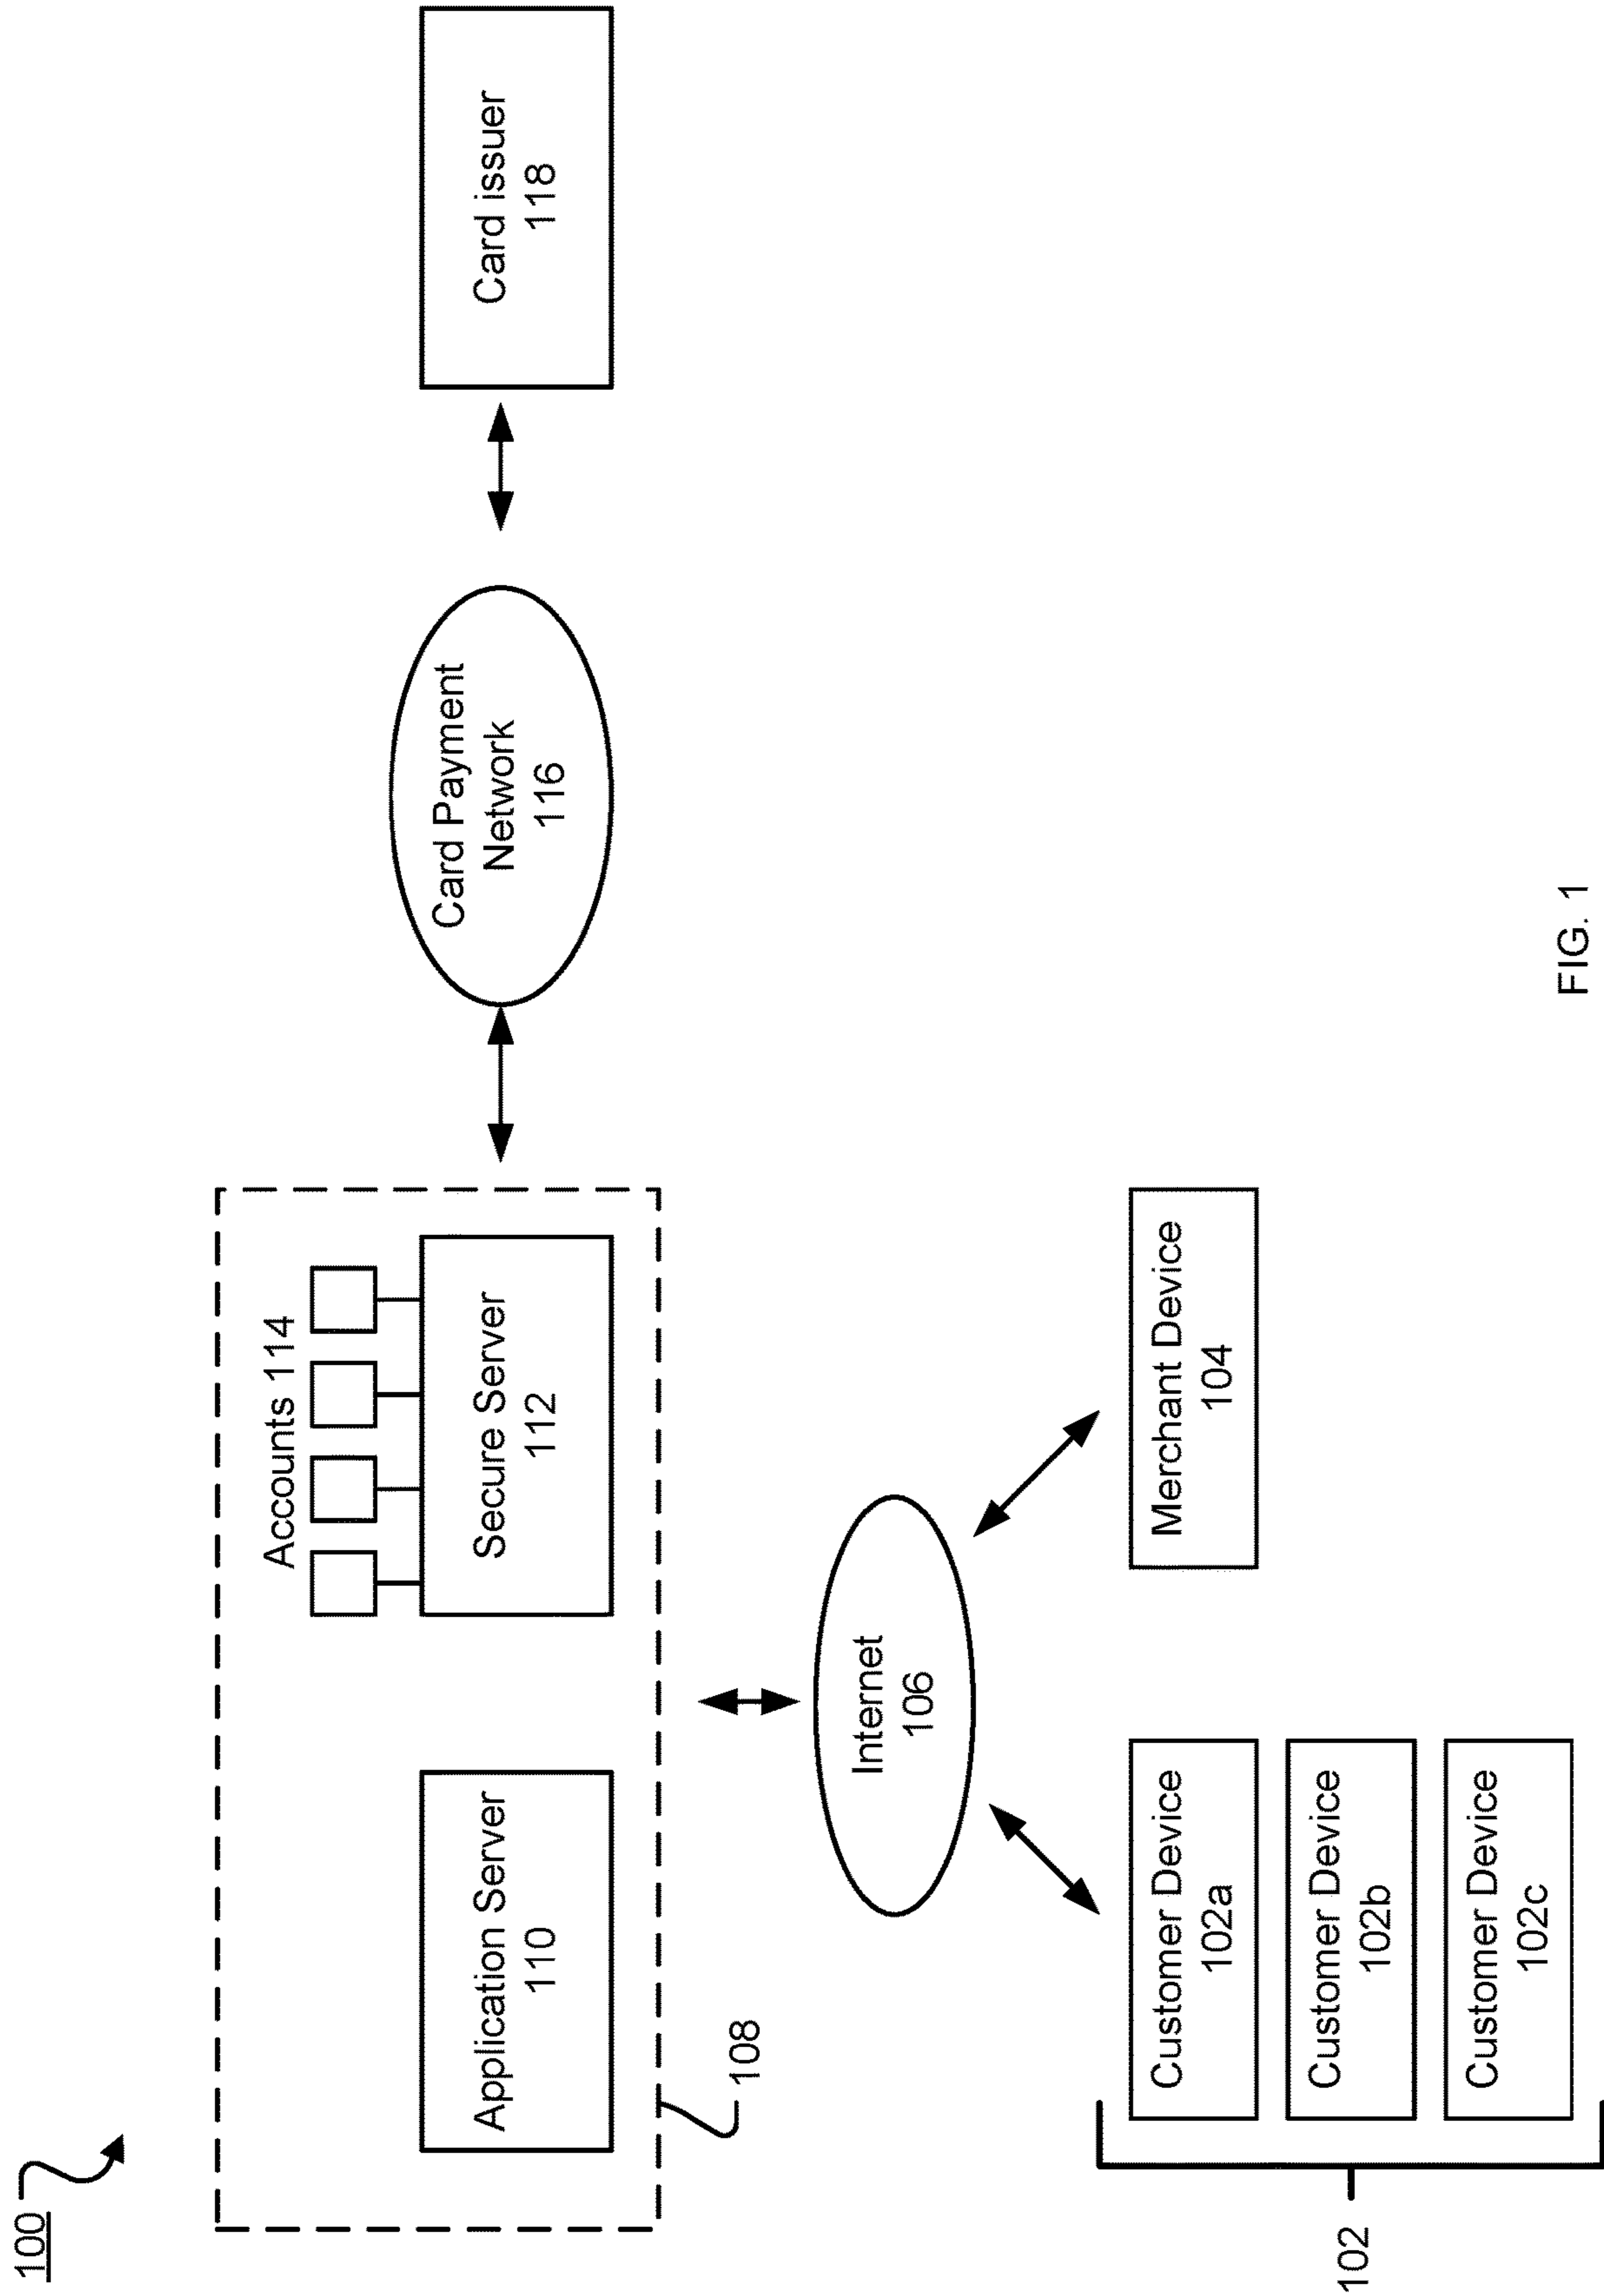 100
Accounts 114
Application Server
110
Secure Server
112
Card Payment
Network
116
Card issuer
118
108
Internet
106
Customer Device
102a
Customer Device
102b
Customer Device
102c
102
Merchant Device
104
FIG. 1